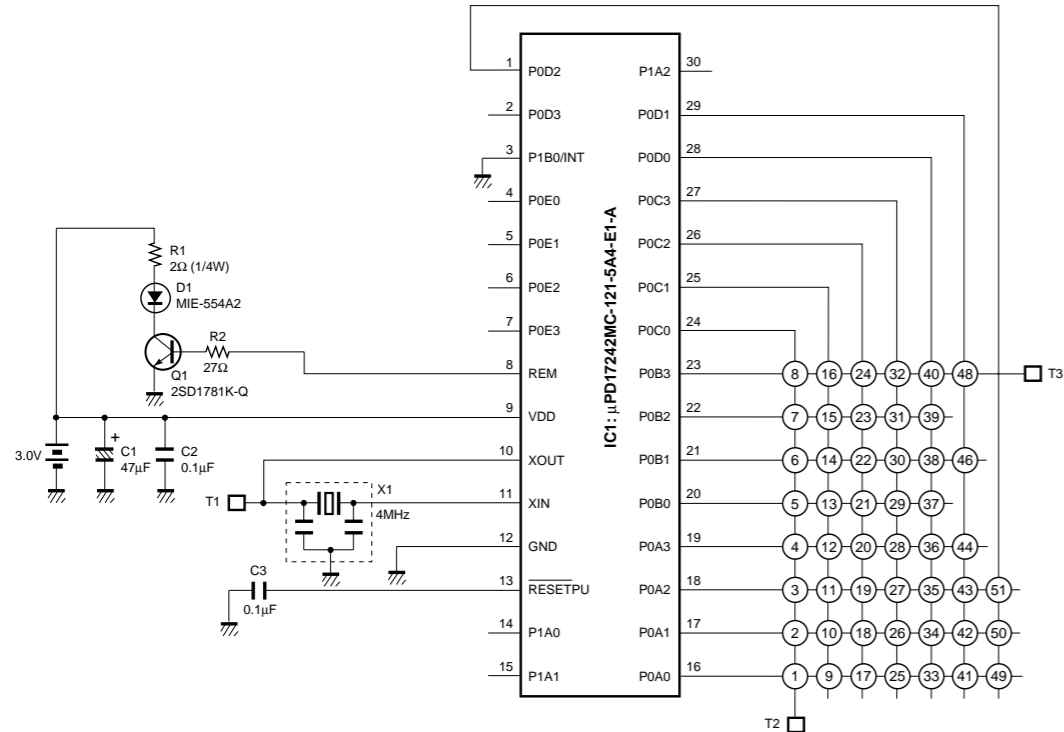 1 P0D2
2 P0D3
3 P1B0/INT
4 P0E0
5 P0E1
6 P0E2
7 P0E3
8 REM
9 VDD
10 XOUT
11 XIN
12 GND
13 RESETPU
14 P1A0
15 P1A1
IC1: µPD17242MC-121-5A4-E1-A
P1A2 30
P0D1 29
P0D0 28
P0C3 27
P0C2 26
P0C1 25
P0C0 24
P0B3 23
P0B2 22
P0B1 21
P0B0 20
P0A3 19
P0A2 18
P0A1 17
P0A0 16
R1
2Ω (1/4W)
D1
MIE-554A2
R2
27Ω
Q1
2SD1781K-Q
3.0V
+
C1
47µF
C2
0.1µF
T1
X1
4MHz
C3
0.1µF
8 16 24 32 40 48 T3
7 15 23 31 39
6 14 22 30 38 46
5 13 21 29 37
4 12 20 28 36 44
3 11 19 27 35 43 51
2 10 18 26 34 42 50
1 9 17 25 33 41 49
T2